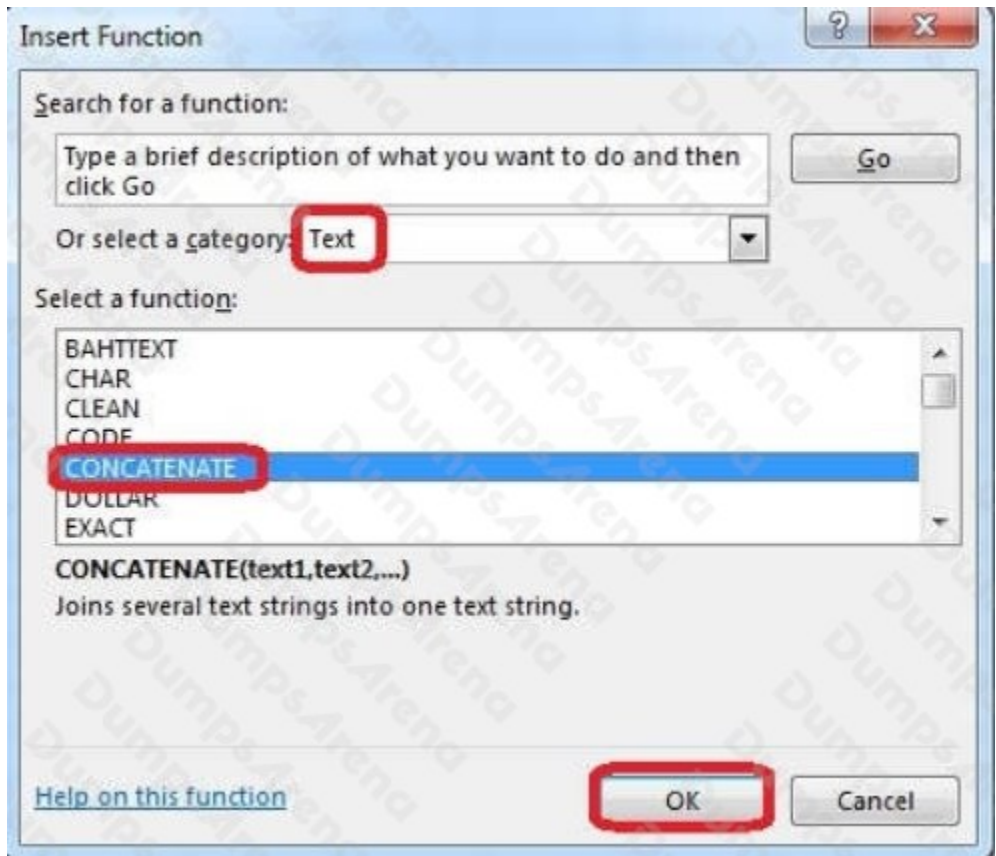 Insert Function
?
Search for a function:
Type a brief description of what you want to do and then
click Go
Go
Or select a category: Text
Select a function:
BAHTTEXT
CHAR
CLEAN
CODE
CONCATENATE
DOLLAR
EXACT
CONCATENATE(text1,text2,...)
Joins several text strings into one text string.
Help on this function
OK
Cancel
DumpsArena